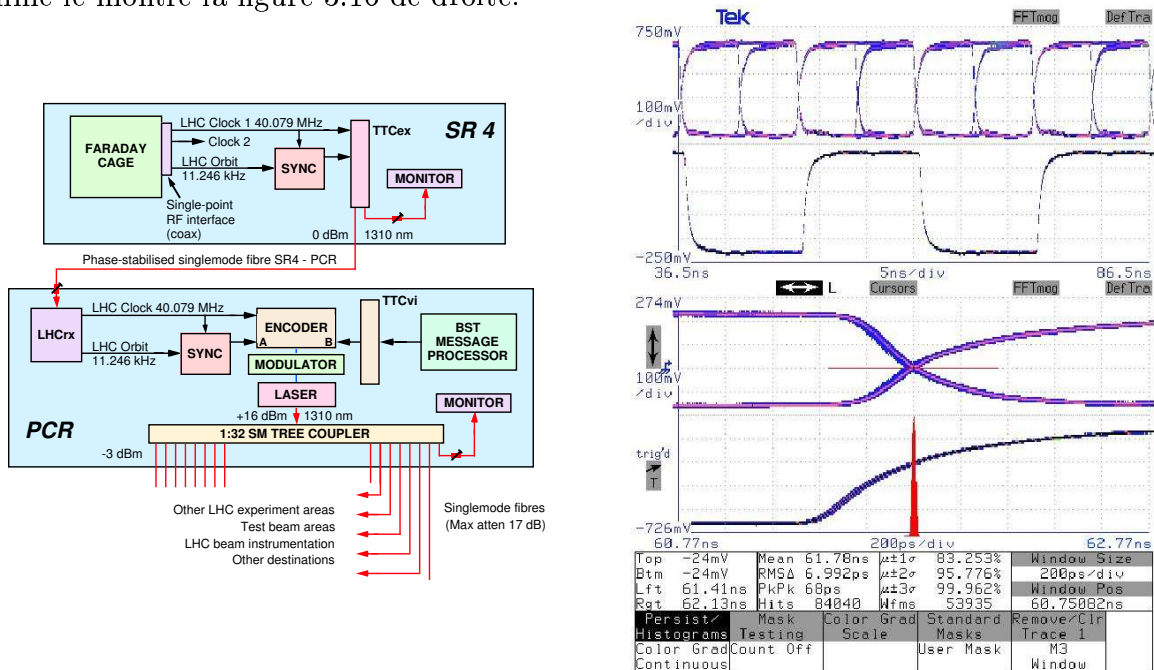 mme le montre la figure 3.10 de droite.
LHC Clock 1 40.079 MHz
TTCex
SR 4
Clock 2
FARADAY
CAGE
LHC Orbit
11.246 kHz
SYNC
MONITOR
Single-point
RF interface
(coax)
0 dBm
1310 nm
Phase-stabilised singlemode fibre SR4 - PCR
LHC Clock 40.079 MHz
TTCvi
LHCrx
ENCODER
A
B
BST
MESSAGE
PROCESSOR
LHC Orbit
11.246 kHz
SYNC
MODULATOR
LASER
MONITOR
+16 dBm
1310 nm
PCR
1:32 SM TREE COUPLER
-3 dBm
Other LHC experiment areas
Test beam areas
LHC beam instrumentation
Other destinations
Singlemode fibres
(Max atten 17 dB)
Tek
FFTmag
DefTra
750mV
100mV
/div
-250mV
36.5ns
5ns/div
86.5ns
L
Cursors
FFTmag
DefTra
274mV
100mV
/div
trig'd
T
-726mV
60.77ns
200ps/div
62.77ns
Top -24mV Mean 61.78ns µ±1σ 83.253% Window Size
Btm -24mV RMSΔ 6.992ps µ±2σ 95.776% 200ps/div
Lft 61.41ns PkPk 68ps µ±3σ 99.962% Window Pos
Rgt 62.13ns Hits 84040 Wfms 53935 60.75082ns
Persist/ Mask Color Grad Standard Remove/Clr
Histograms Testing Scale Masks Trace 1
Color Grad Count Off User Mask M3
Continuous Window